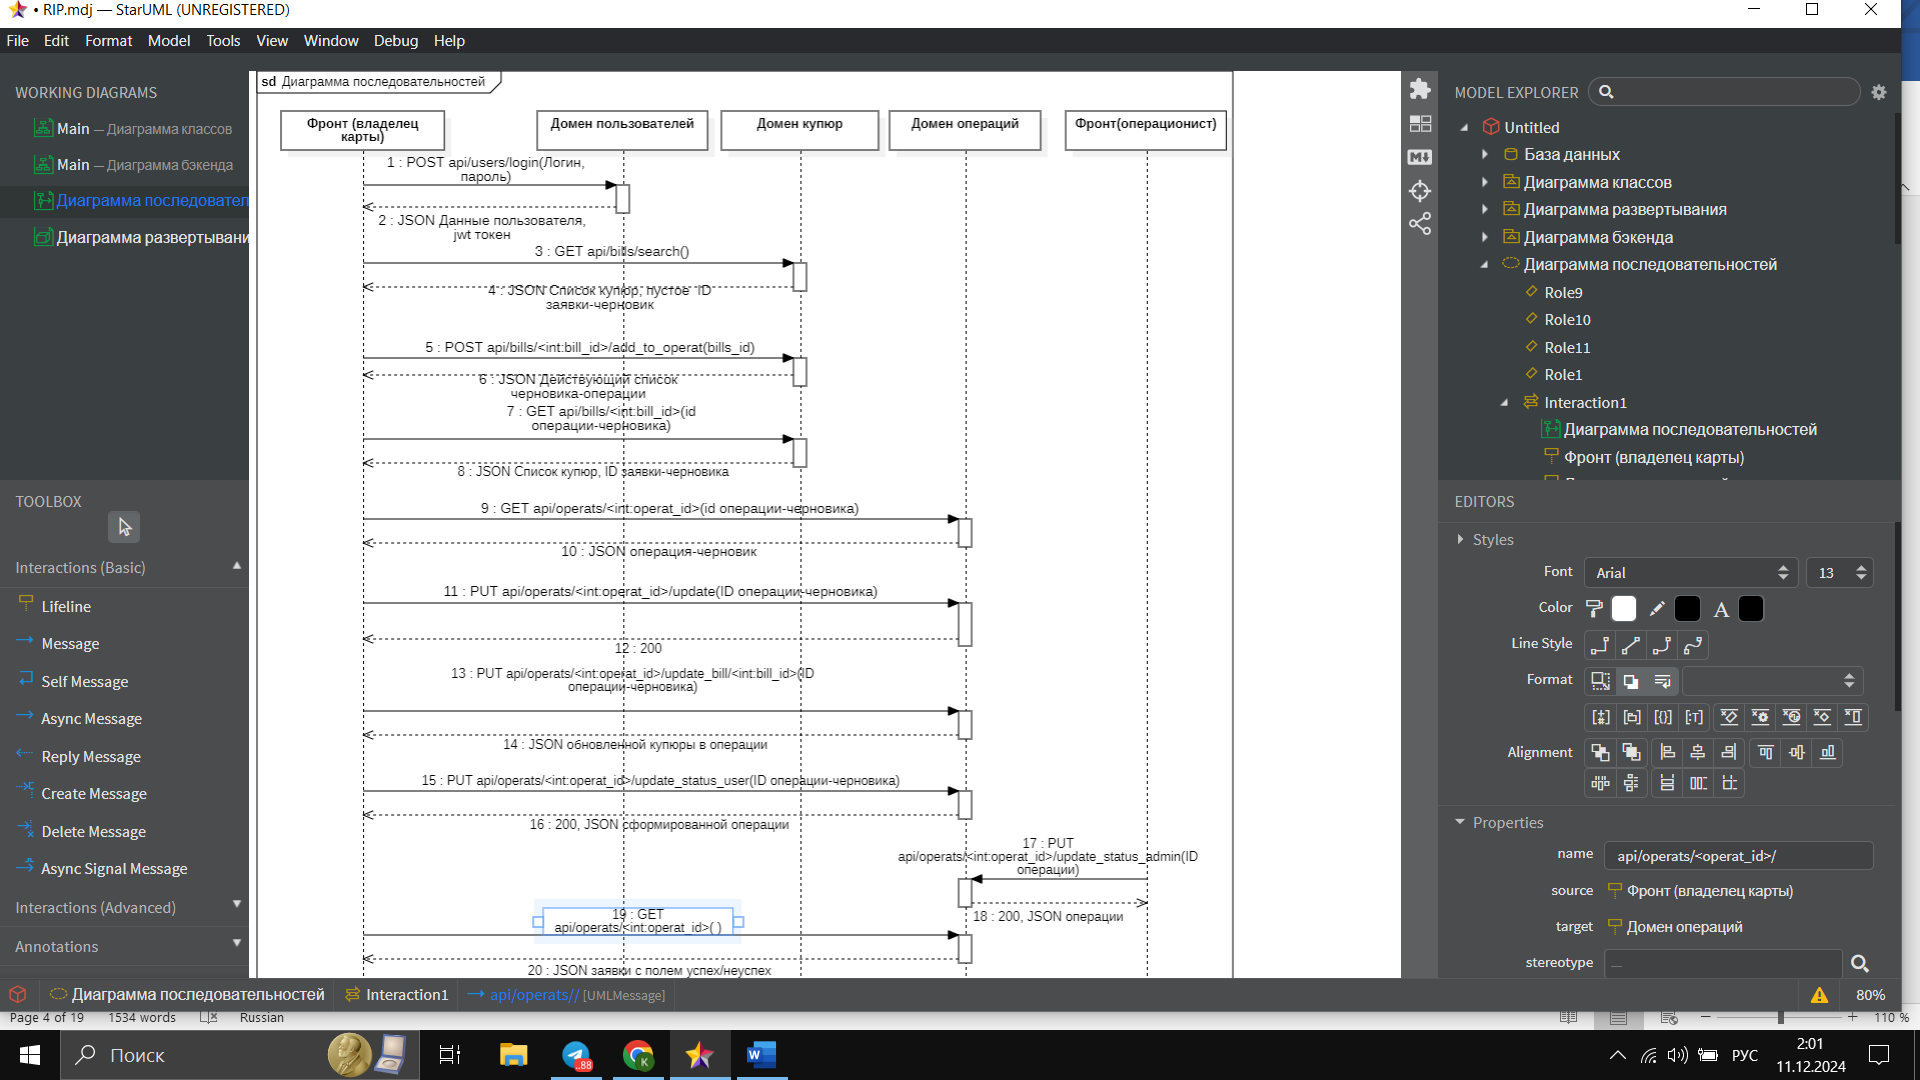 • RIP.mdj — StarUML (UNREGISTERED)
File Edit Format Model Tools View Window Debug Help
WORKING DIAGRAMS
Main — Диаграмма классов
Main — Диаграмма бэкенда
Диаграмма последовател
Диаграмма развертывани
TOOLBOX
Interactions (Basic)
Lifeline
Message
Self Message
Async Message
Reply Message
Create Message
Delete Message
Async Signal Message
Interactions (Advanced)
Annotations
sd Диаграмма последовательностей
Фронт (владелец
карты)
Домен пользователей
Домен купюр
Домен операций
Фронт(операционист)
1 : POST api/users/login(Логин,
пароль)
2 : JSON Данные пользователя,
jwt токен
3 : GET api/bills/search()
4 : JSON Список купюр, пустое ID
заявки-черновик
5 : POST api/bills/<int:bill_id>/add_to_operat(bills_id)
6 : JSON Действующий список
черновика-операции
7 : GET api/bills/<int:bill_id>(id
операции-черновика)
8 : JSON Список купюр, ID заявки-черновика
9 : GET api/operats/<int:operat_id>(id операции-черновика)
10 : JSON операция-черновик
11 : PUT api/operats/<int:operat_id>/update(ID операции-черновика)
12 : 200
13 : PUT api/operats/<int:operat_id>/update_bill/<int:bill_id>(ID
операции-черновика)
14 : JSON обновленной купюры в операции
15 : PUT api/operats/<int:operat_id>/update_status_user(ID операции-черновика)
16 : 200, JSON сформированной операции
17 : PUT
api/operats/<int:operat_id>/update_status_admin(ID
операции)
18 : 200, JSON операции
19 : GET
api/operats/<int:operat_id>( )
20 : JSON заявки с полем успех/неуспех
MODEL EXPLORER
Untitled
База данных
Диаграмма классов
Диаграмма развертывания
Диаграмма бэкенда
Диаграмма последовательностей
Role9
Role10
Role11
Role1
Interaction1
Диаграмма последовательностей
Фронт (владелец карты)
EDITORS
Styles
Font Arial 13
Color A
Line Style
Format
Alignment
Properties
name api/operats/<operat_id>/
source Фронт (владелец карты)
target Домен операций
stereotype —
Диаграмма последовательностей Interaction1 api/operats// [UMLMessage] 80%
Page 4 of 19 1534 words Russian 110 %
Поиск
..88
K
РУС
2:01
11.12.2024